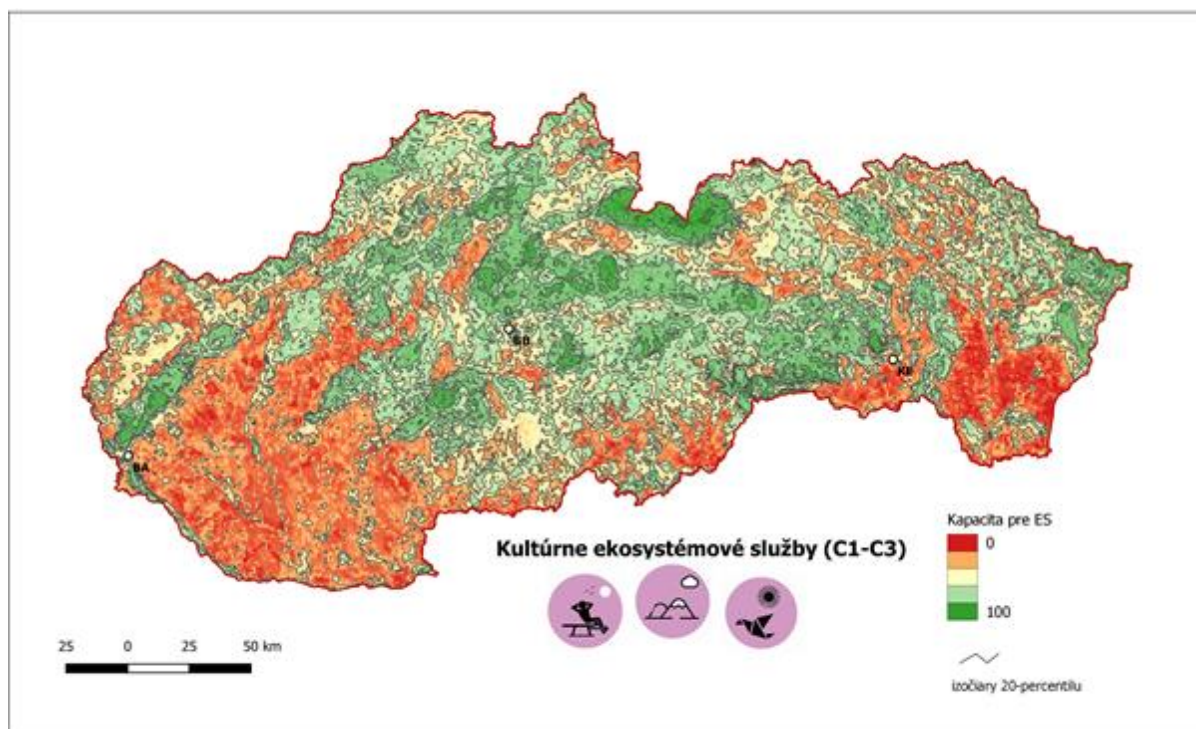 BB
KE
BA
Kapacita pre ES
0
100
Kultúrne ekosystémové služby (C1-C3)
25 0 25 50 km
izočiary 20-percentilu